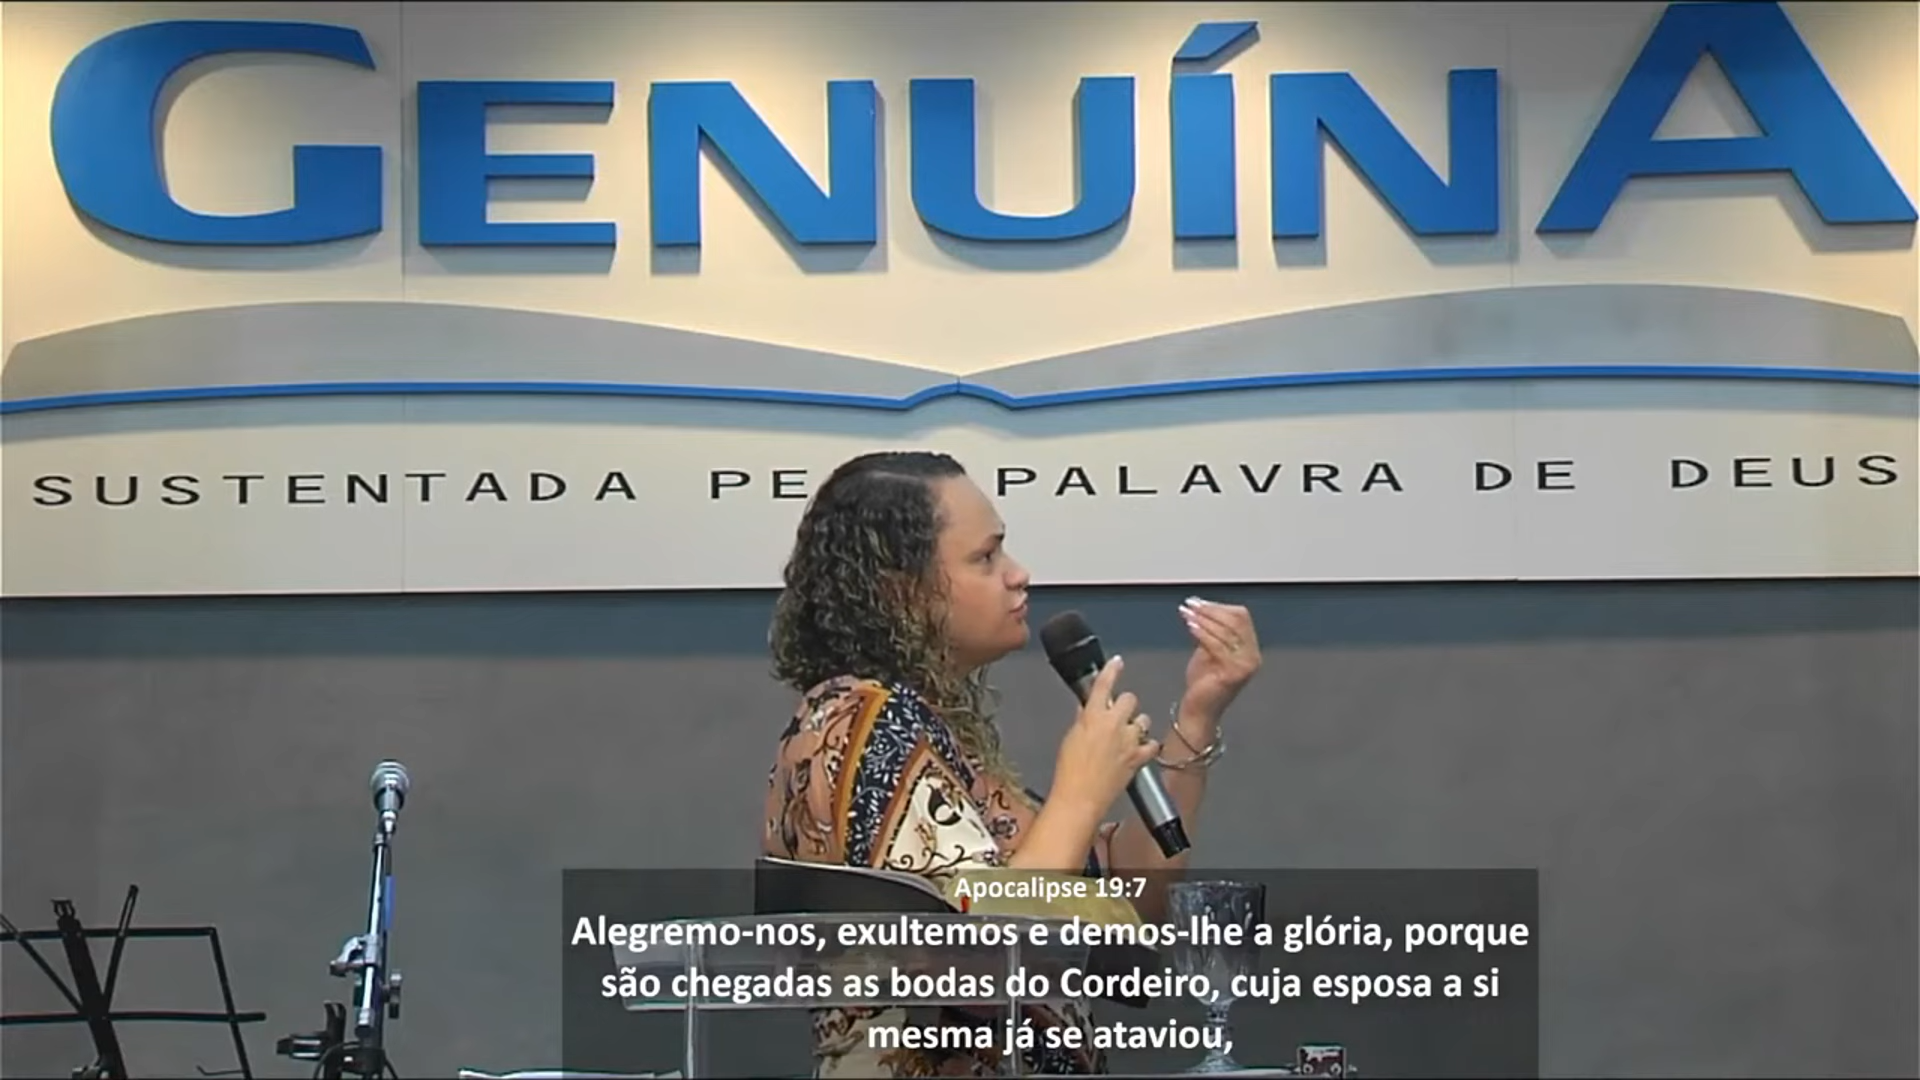 GENUÍNA
SUSTENTADA PE PALAVRA DE DEUS
Apocalipse 19:7
Alegremo-nos, exultemos e demos-lhe a glória, porque
são chegadas as bodas do Cordeiro, cuja esposa a si
mesma já se ataviou,